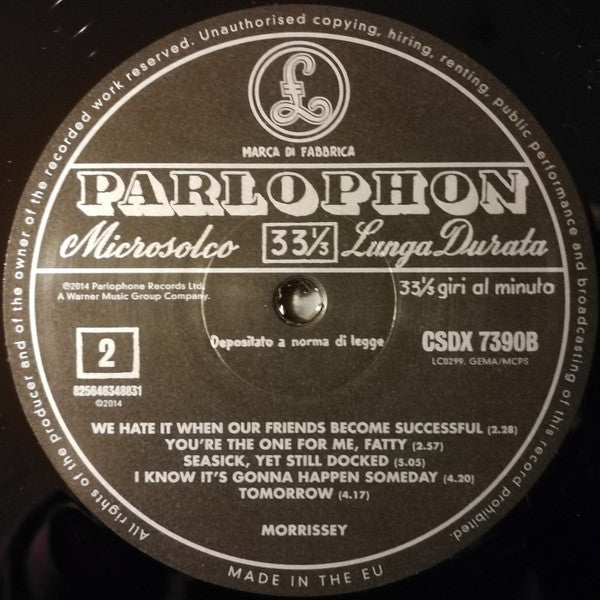 All rights of the producer and of the owner of the recorded work reserved. Unauthorised copying, hiring, renting, public performance and broadcasting of this record prohibited.
£
MARCA DI FABBRICA
PARLOPHON
Microsolco 33⅓ Lunga Durata
©2014 Parlophone Records Ltd.
A Warner Music Group Company.
33⅓ giri al minuto
Depositato a norma di legge
2
825646348831
©2014
CSDX 7390B
LC0299. GEMA/MCPS
WE HATE IT WHEN OUR FRIENDS BECOME SUCCESSFUL (2.28)
YOU'RE THE ONE FOR ME, FATTY (2.57)
SEASICK, YET STILL DOCKED (5.05)
I KNOW IT'S GONNA HAPPEN SOMEDAY (4.20)
TOMORROW (4.17)
MORRISSEY
MADE IN THE EU